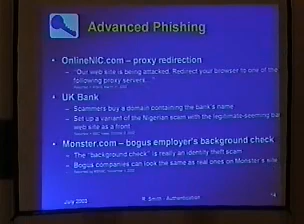 Advanced Phishing
• OnlineNIC.com – proxy redirection
– "Our web site is being attacked. Redirect your browser to one of the
following proxy servers..."
• UK Bank
– Scammers buy a domain containing the bank's name
– Set up a variant of the Nigerian scam with the legitimate-seeming bank
web site as a front
• Monster.com – bogus employer's background check
– The "background check" is really an identity theft scam
– Bogus companies can look the same as real ones on Monster's site
July 2003
R. Smith - Authentication